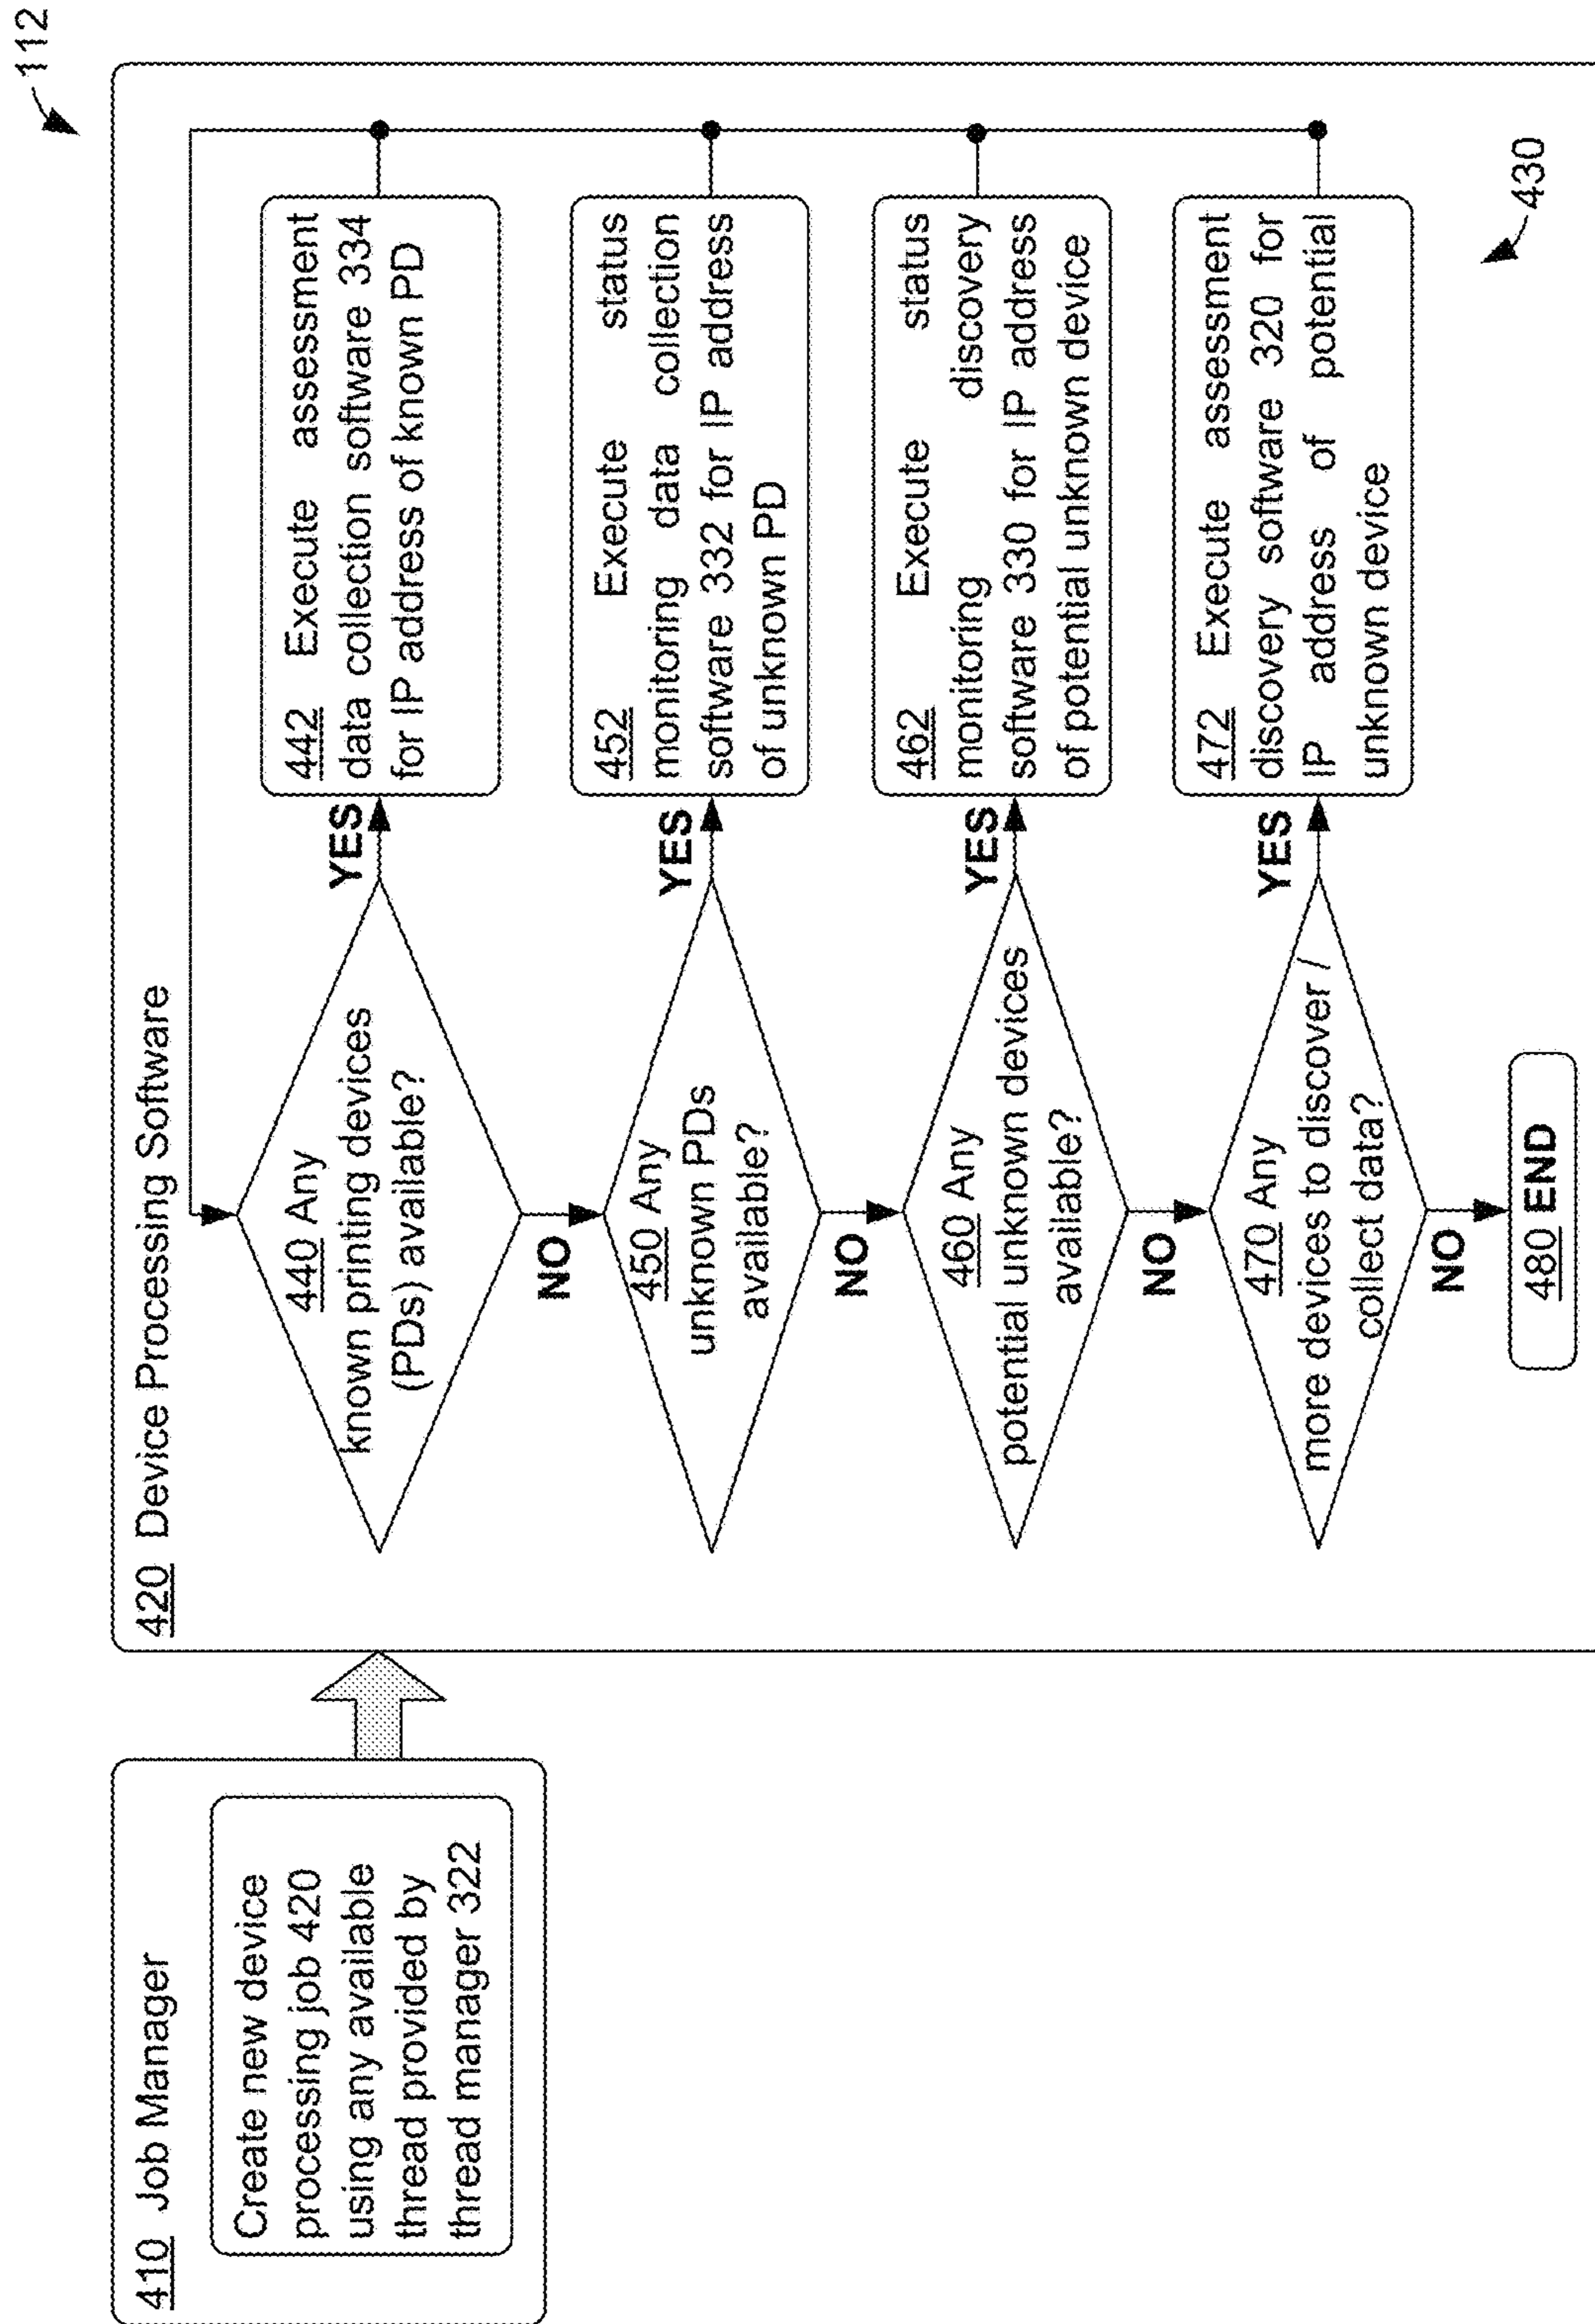 112
410 Job Manager
Create new device
processing job 420
using any available
thread provided by
thread manager 322
420 Device Processing Software
440 Any
known printing devices
(PDs) available?
YES
442 Execute assessment
data collection software 334
for IP address of known PD
NO
450 Any
unknown PDs
available?
YES
452 Execute status
monitoring data collection
software 332 for IP address
of unknown PD
NO
460 Any
potential unknown devices
available?
YES
462 Execute status
monitoring discovery
software 330 for IP address
of potential unknown device
NO
470 Any
more devices to discover /
collect data?
YES
472 Execute assessment
discovery software 320 for
IP address of potential
unknown device
NO
480 END
430